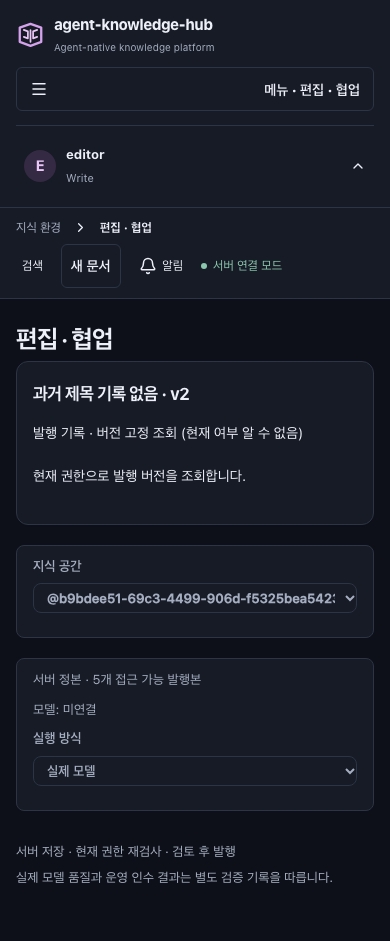 agent-knowledge-hub
Agent-native knowledge platform
메뉴 · 편집 · 협업
E
editor
Write
지식 환경 > 편집 · 협업
검색 새 문서 알림 서버 연결 모드
편집 · 협업
과거 제목 기록 없음 · v2
발행 기록 · 버전 고정 조회 (현재 여부 알 수 없음)
현재 권한으로 발행 버전을 조회합니다.
지식 공간
@b9bdee51-69c3-4499-906d-f5325bea542
서버 정본 · 5개 접근 가능 발행본
모델: 미연결
실행 방식
실제 모델
서버 저장 · 현재 권한 재검사 · 검토 후 발행
실제 모델 품질과 운영 인수 결과는 별도 검증 기록을 따릅니다.